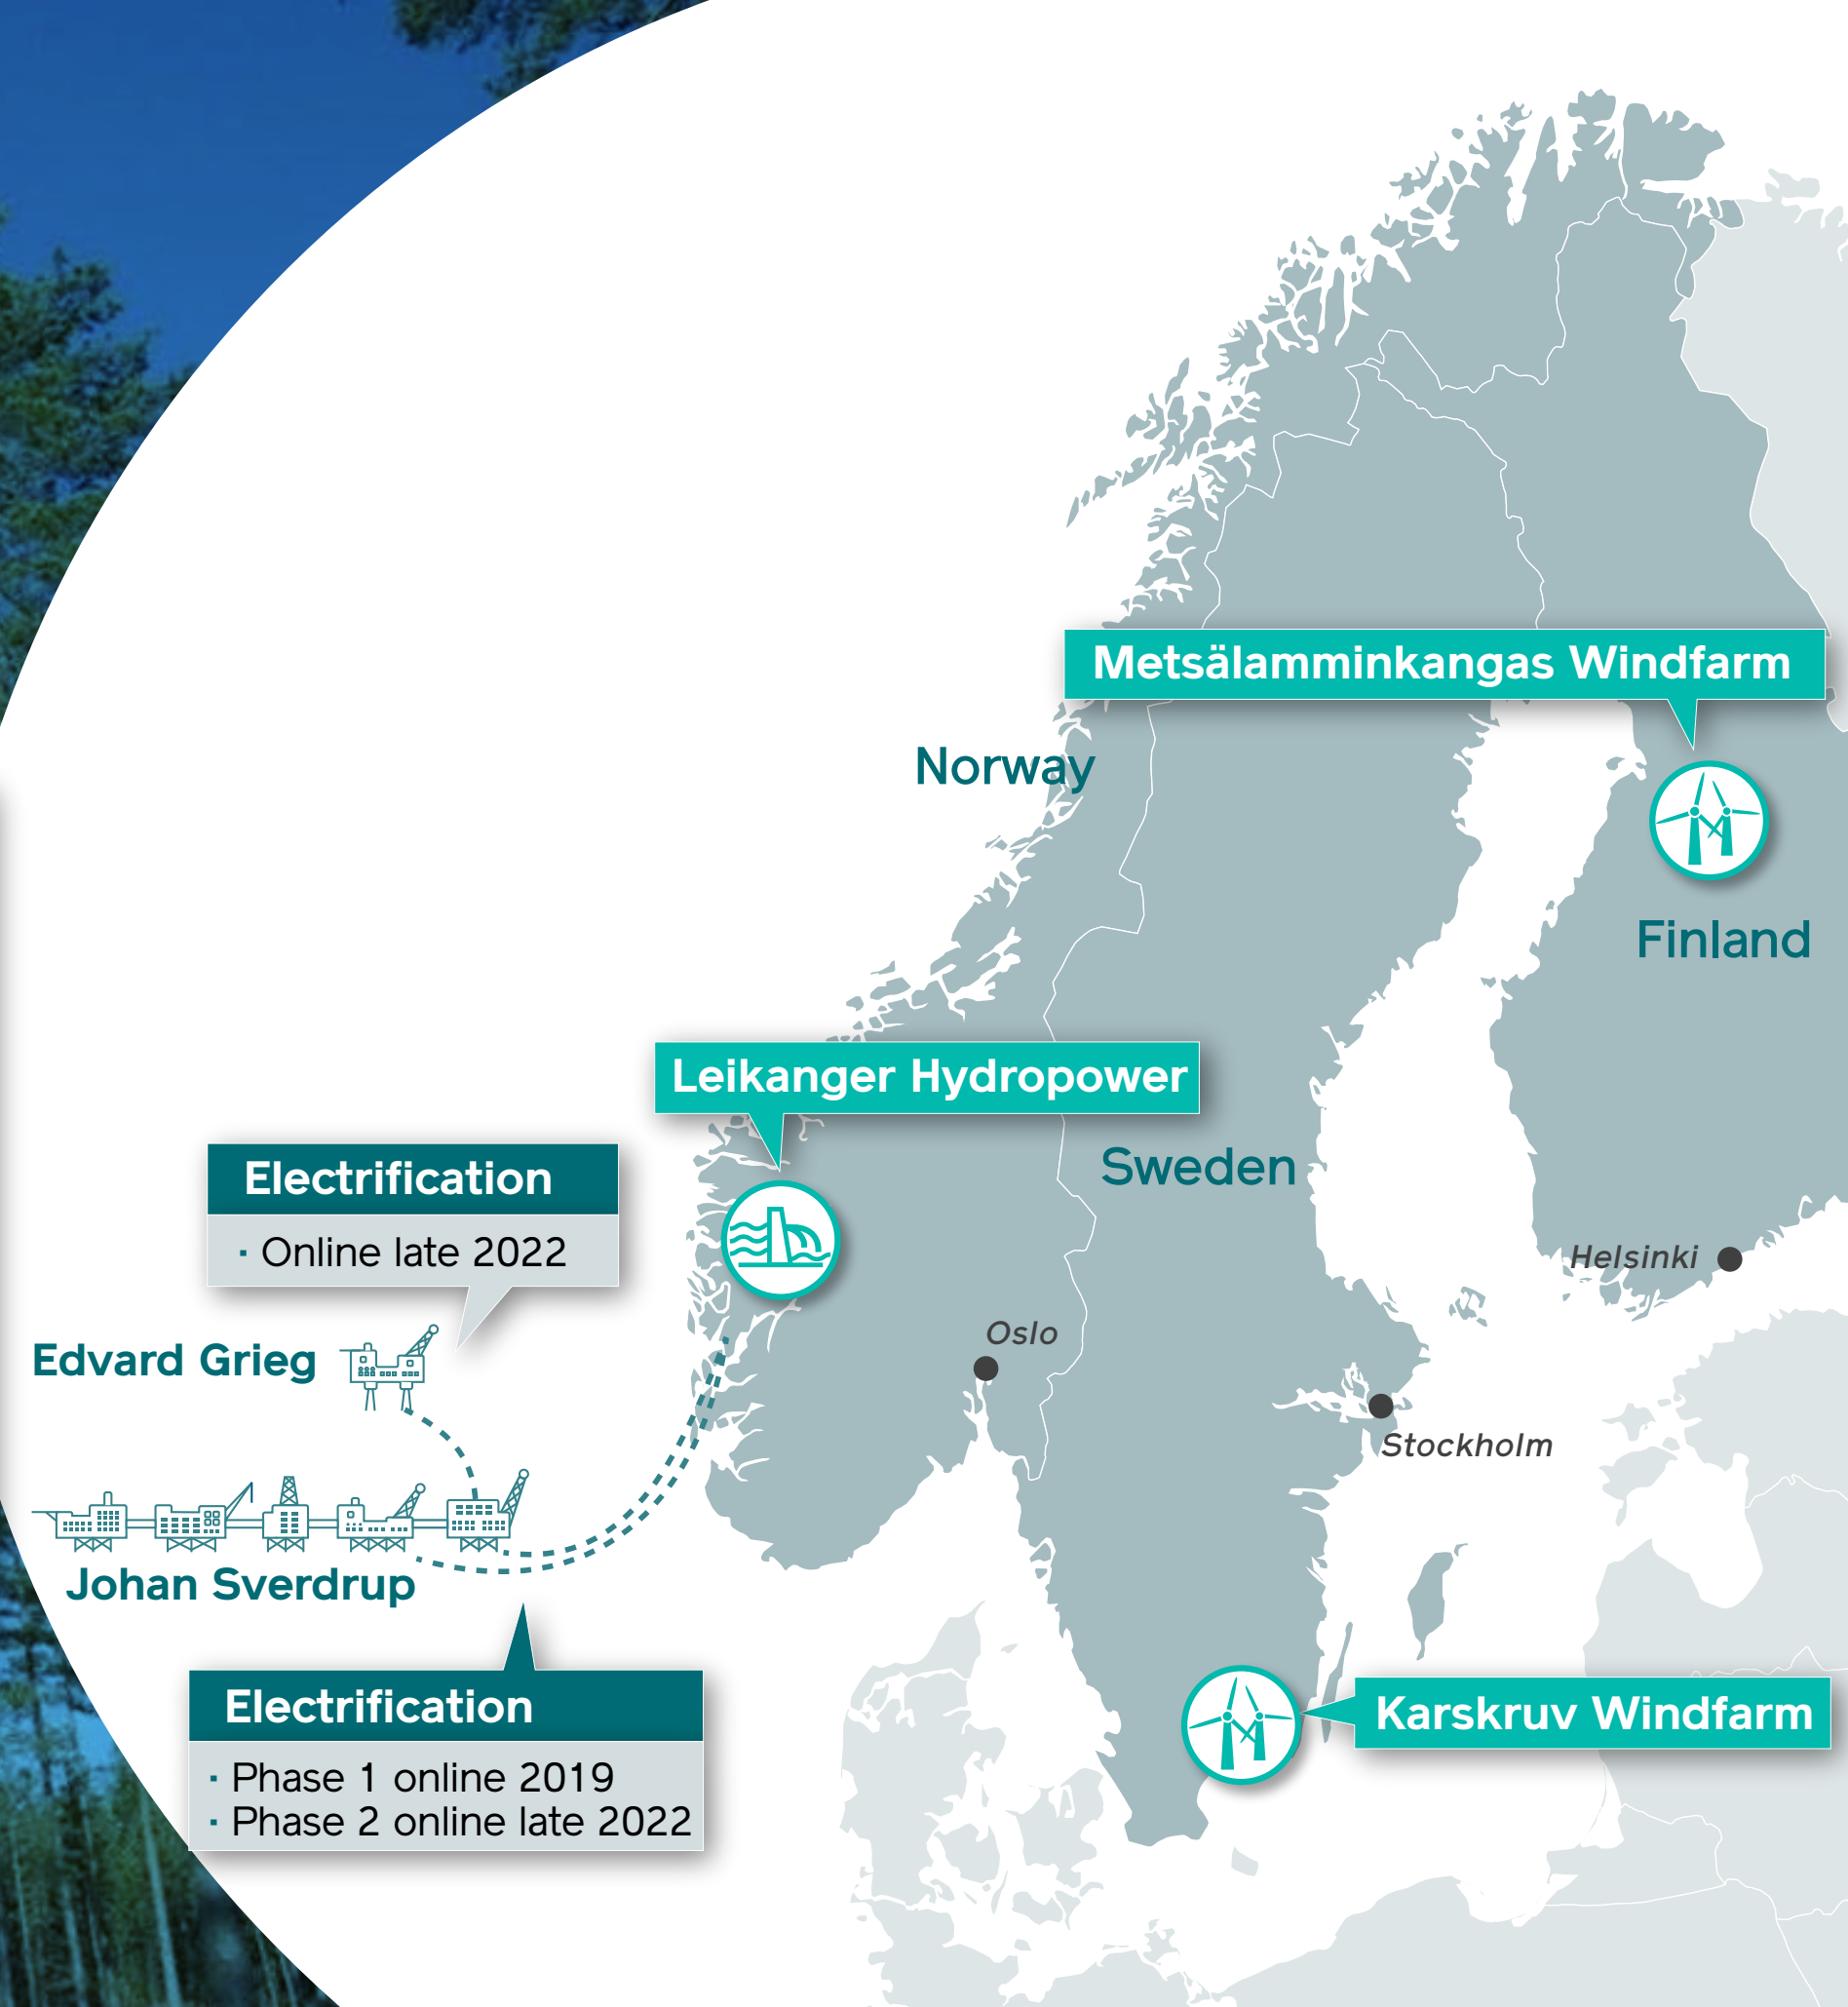 Metsälamminkangas Windfarm
Norway
Finland
Leikanger Hydropower
Sweden
Electrification
· Online late 2022
Helsinki
Oslo
Edvard Grieg
Stockholm
Johan Sverdrup
Electrification
· Phase 1 online 2019
· Phase 2 online late 2022
Karskruv Windfarm